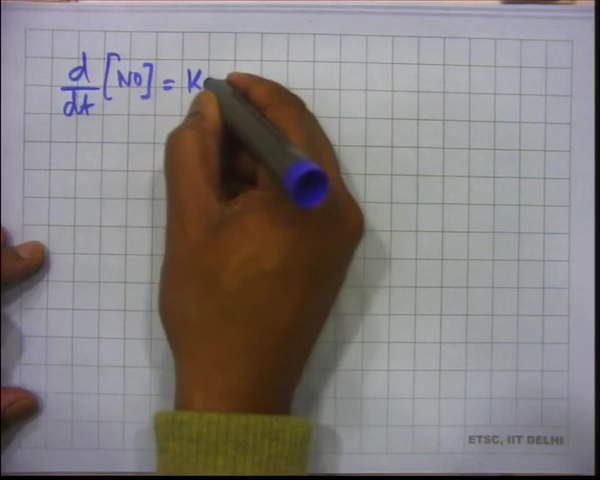 d/dt [NO] = K
ETSC, IIT DELHI